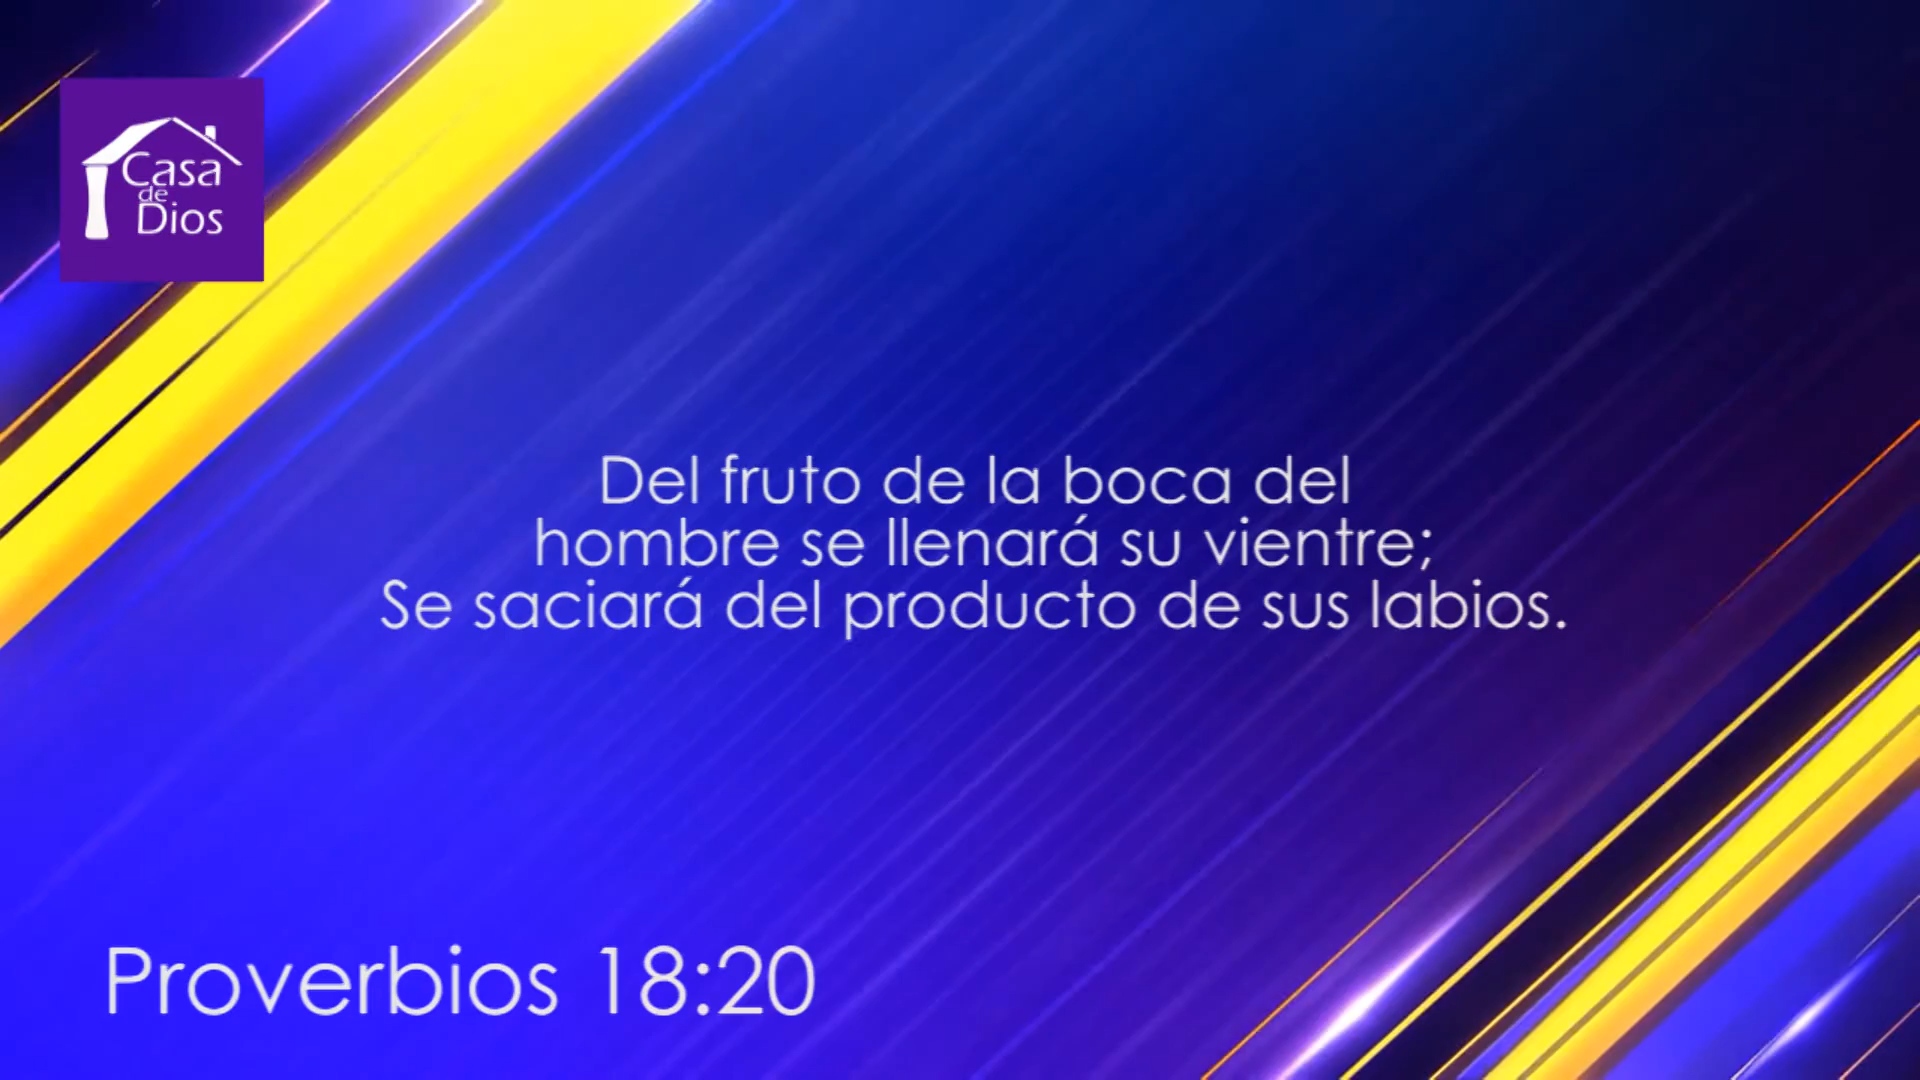 Casa
de
Dios
Del fruto de la boca del
hombre se llenará su vientre;
Se saciará del producto de sus labios.
Proverbios 18:20